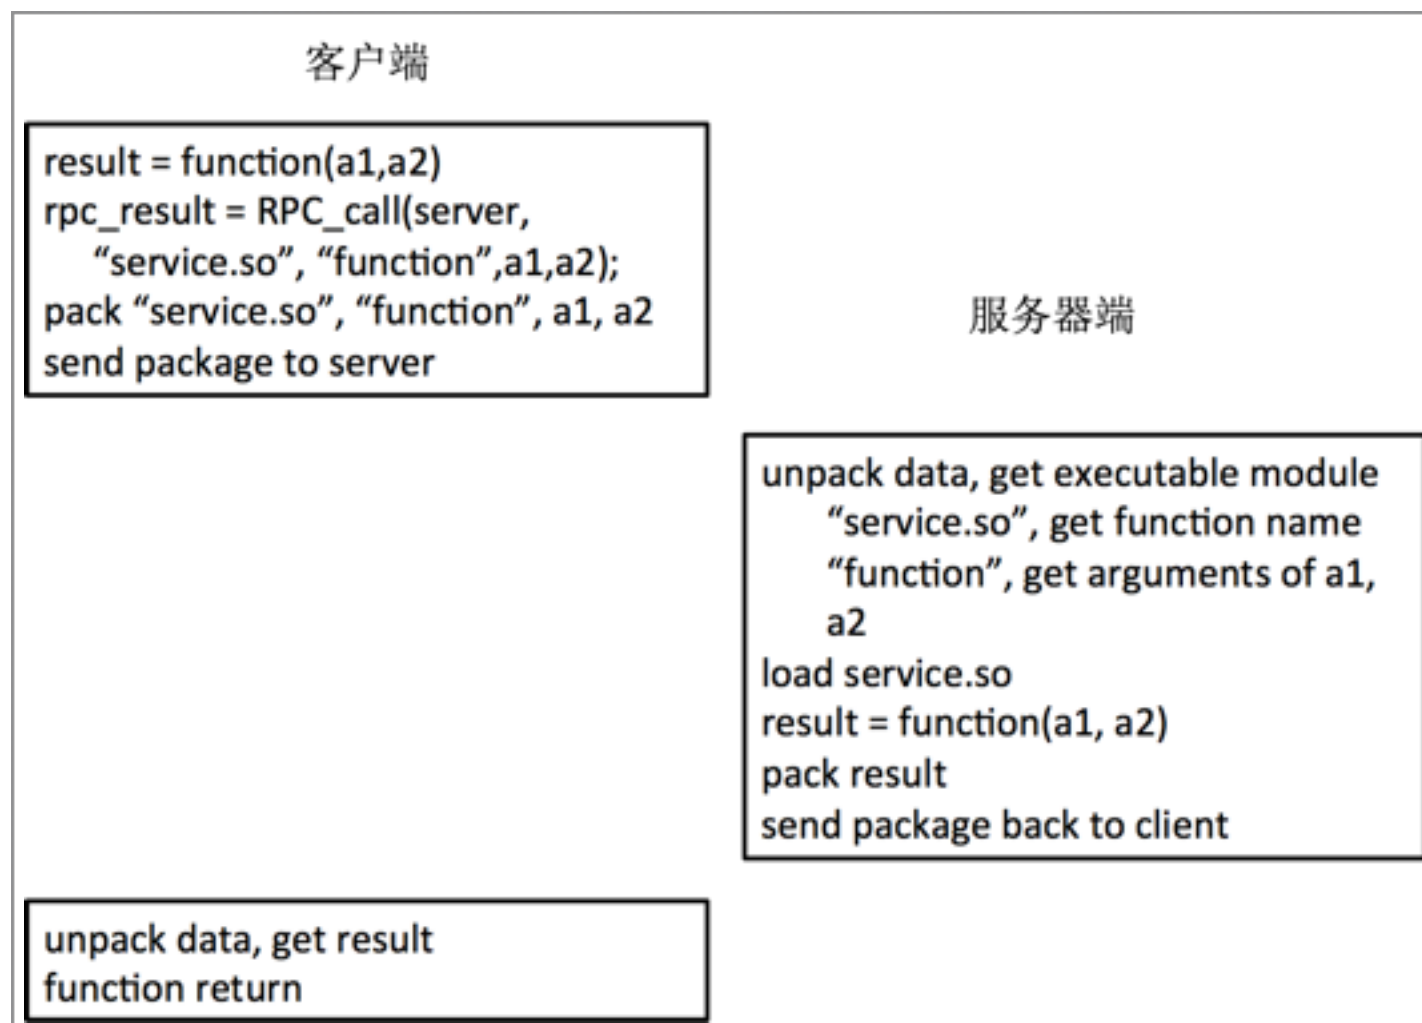 客户端
result = function(a1,a2)
rpc_result = RPC_call(server,
“service.so”, “function”,a1,a2);
pack “service.so”, “function”, a1, a2
send package to server
服务器端
unpack data, get executable module
“service.so”, get function name
“function”, get arguments of a1,
a2
load service.so
result = function(a1, a2)
pack result
send package back to client
unpack data, get result
function return